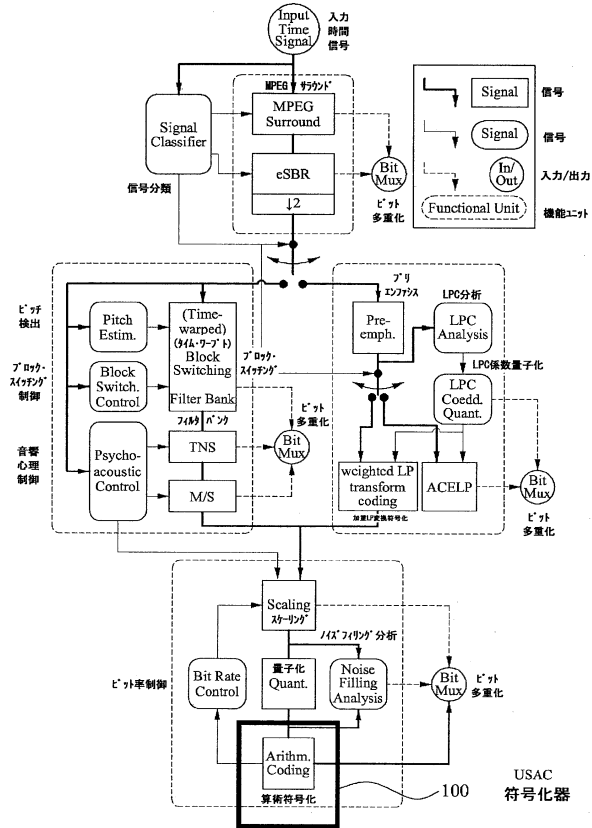 Input
Time
Signal
入力
時間
信号
MPEG ｻﾗｳﾝﾄﾞ
MPEG
Surround
Signal
Classifier
信号分類
eSBR
↓2
Bit
Mux
ﾋﾞｯﾄ
多重化
Signal
信号
Signal
信号
In/
Out
入力/出力
Functional Unit
機能ﾕﾆｯﾄ
ﾋﾟｯﾁ
検出
Pitch
Estim.
(Time-
warped)
(ﾀｲﾑ･ﾜｰﾌﾟﾄ)
Block
Switching
Filter Bank
ﾌｨﾙﾀ ﾊﾞﾝｸ
ﾌﾞﾛｯｸ･
ｽｲｯﾁﾝｸﾞ
制御
Block
Switch.
Control
ﾌﾞﾛｯｸ･
ｽｲｯﾁﾝｸﾞ
音響
心理
制御
Psycho-
acoustic
Control
TNS
M/S
ﾋﾞｯﾄ
多重化
Bit
Mux
ﾌﾟﾘ
ｴﾝﾌｧｼｽ
Pre-
emph.
LPC分析
LPC
Analysis
LPC係数量子化
LPC
Coedd.
Quant.
weighted LP
transform
coding
加重LP変換符号化
ACELP
Bit
Mux
ﾋﾞｯﾄ
多重化
Scaling
ｽｹｰﾘﾝｸﾞ
ﾉｲｽﾞﾌｨﾘﾝｸﾞ分析
ﾋﾞｯﾄ率制御
Bit Rate
Control
量子化
Quant.
Noise
Filling
Analysis
Bit
Mux
ﾋﾞｯﾄ
多重化
Arithm.
Coding
算術符号化
100
USAC
符号化器